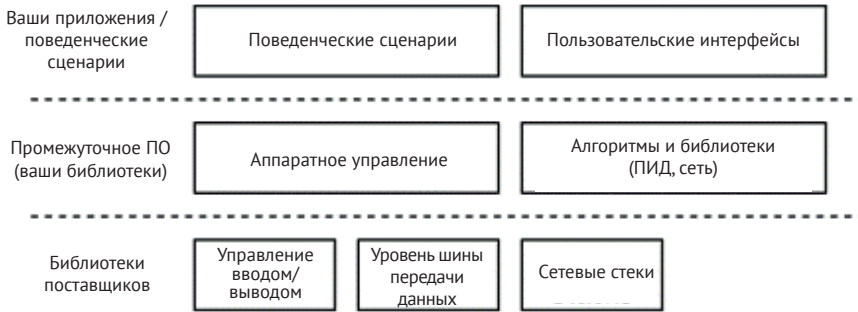 Ваши приложения /
поведенческие
сценарии
Поведенческие сценарии
Пользовательские интерфейсы
Промежуточное ПО
(ваши библиотеки)
Аппаратное управление
Алгоритмы и библиотеки
(ПИД, сеть)
Библиотеки
поставщиков
Управление
вводом/
выводом
Уровень шины
передачи
данных
Сетевые стеки